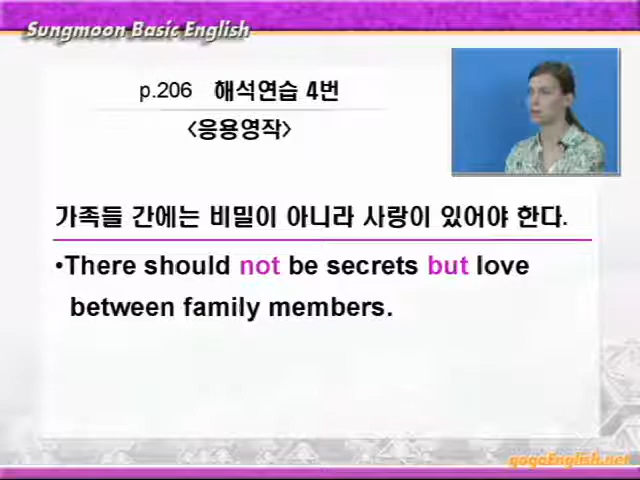 Sungmoon Basic English
p.206 해석연습 4번
<응용영작>
가족들 간에는 비밀이 아니라 사랑이 있어야 한다.
•There should not be secrets but love
between family members.
gogoEnglish.net